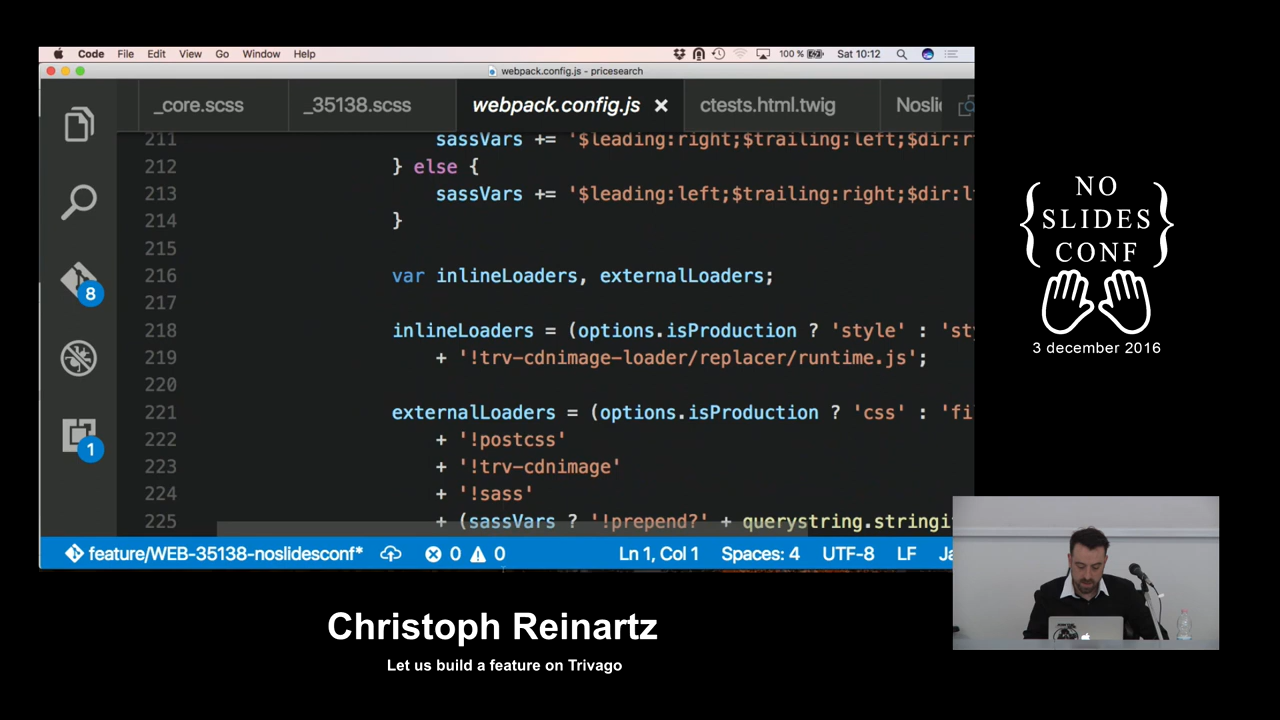 Code File Edit View Go Window Help 100 % Sat 10:12
webpack.config.js - pricesearch
_core.scss _35138.scss webpack.config.js ctests.html.twig Nosli
211 sassVars += '$leading:right;$trailing:left;$dir:r
212 } else {
213 sassVars += '$leading:left;$trailing:right;$dir:l
214 }
215
216 var inlineLoaders, externalLoaders;
217
218 inlineLoaders = (options.isProduction ? 'style' : 'sty
219 + '!trv-cdnimage-loader/replacer/runtime.js';
220
221 externalLoaders = (options.isProduction ? 'css' : 'fi
222 + '!postcss'
223 + '!trv-cdnimage'
224 + '!sass'
225 + (sassVars ? '!prepend?' + querystring.stringi
8
1
feature/WEB-35138-noslidesconf* 0 0 Ln 1, Col 1 Spaces: 4 UTF-8 LF Ja
NO
SLIDES
CONF
3 december 2016
Christoph Reinartz
Let us build a feature on Trivago